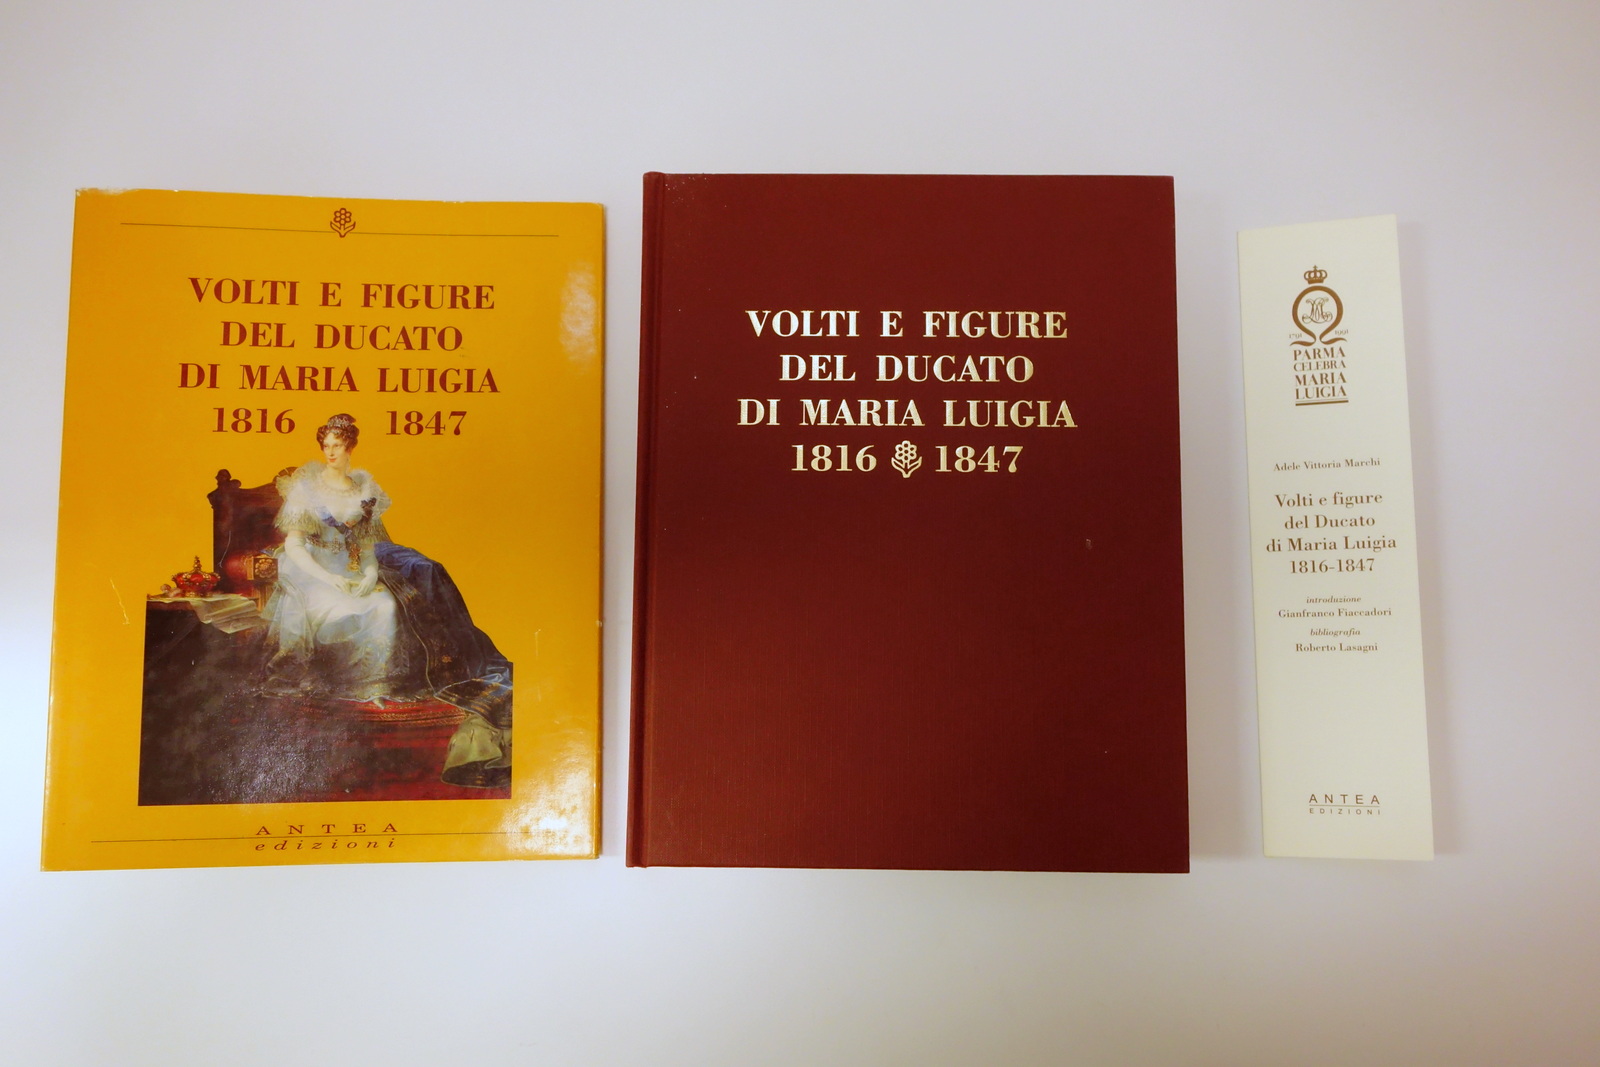 VOLTI E FIGURE
DEL DUCATO
DI MARIA LUIGIA
1816 1847
ANTEA
edizioni
VOLTI E FIGURE
DEL DUCATO
DI MARIA LUIGIA
1816 1847
1791 1991
PARMA
CELEBRA
MARIA
LUIGIA
Adele Vittoria Marchi
Volti e figure
del Ducato
di Maria Luigia
1816-1847
introduzione
Gianfranco Fiaccadori
bibliografia
Roberto Lasagni
ANTEA
EDIZIONI